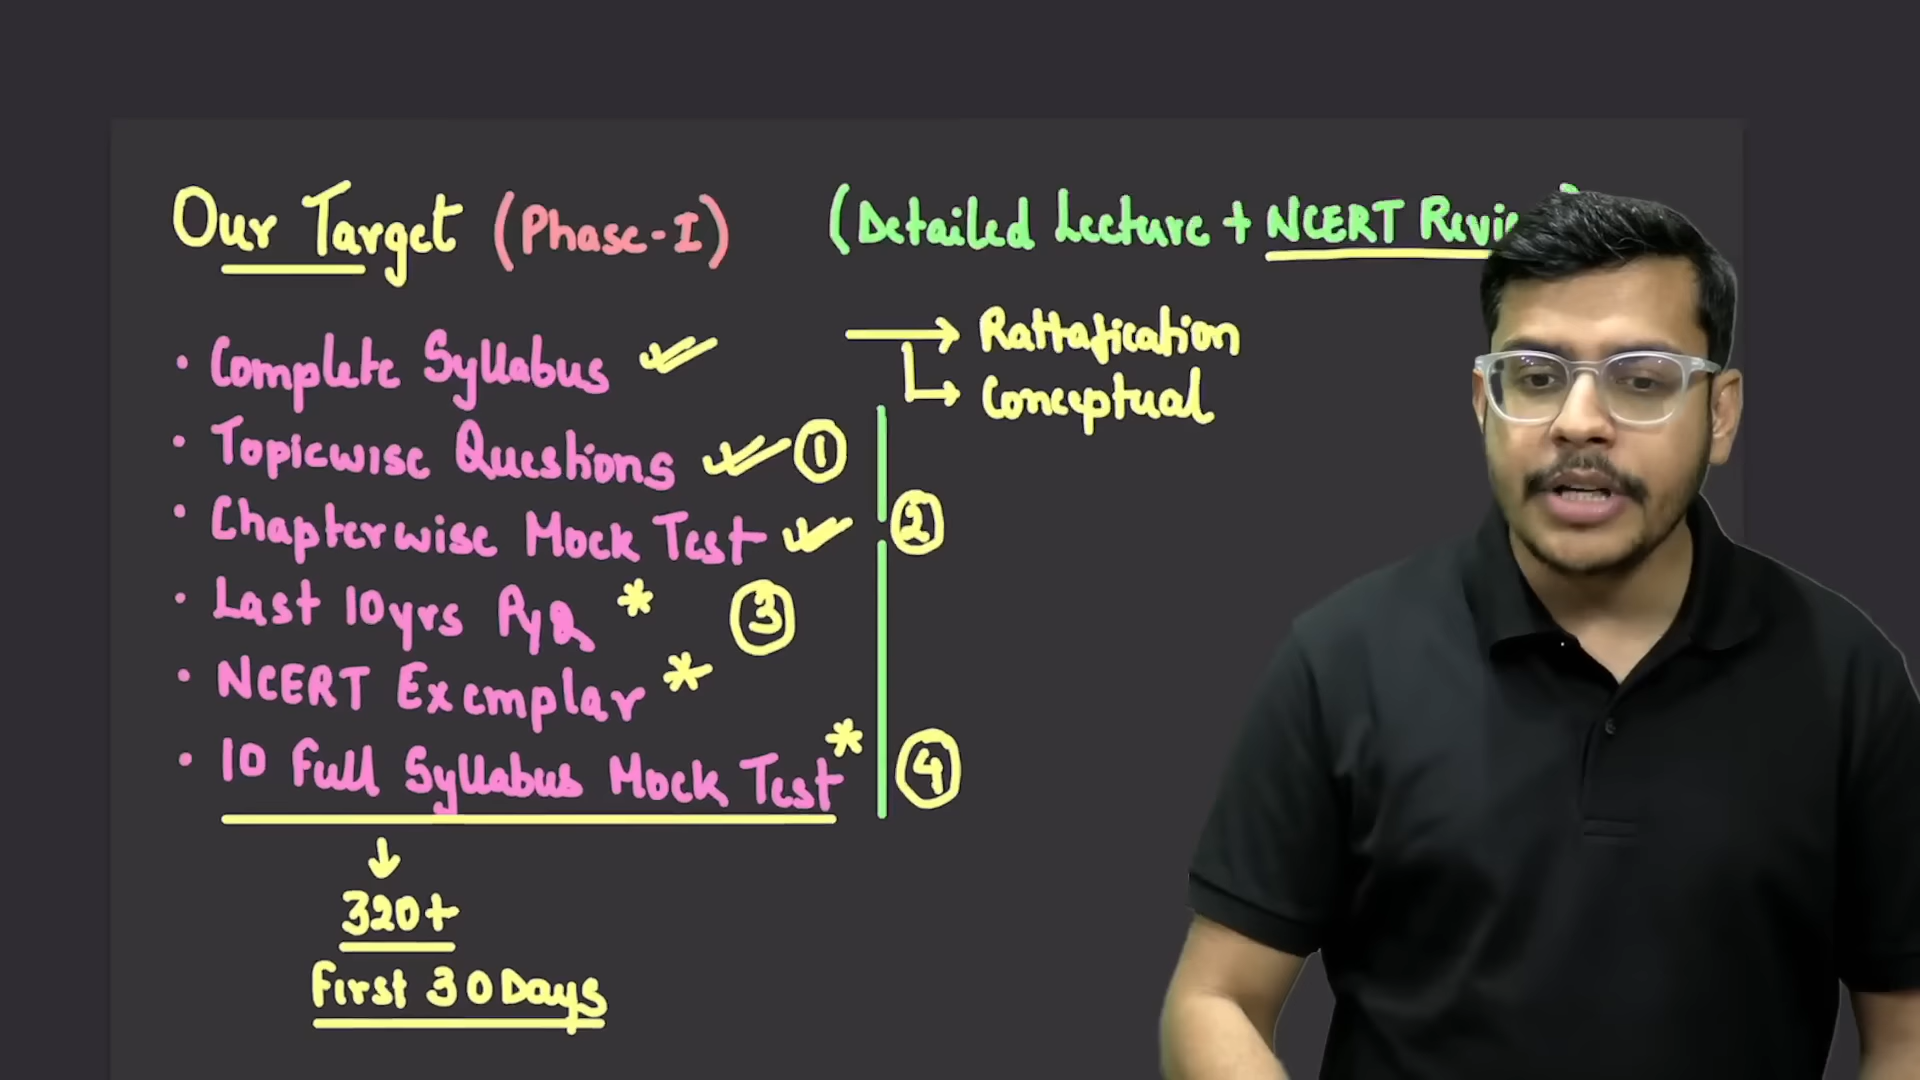 Our Target (Phase-I) (Detailed Lecture + NCERT
→ Rattafication
↳ Conceptual
• Complete Syllabus ✓
• Topicwise Questions ✓ ①
• Chapterwise Mock Test ✓ ②
• Last 10yrs PyQ * ③
• NCERT Exemplar *
• 10 Full Syllabus Mock Test * ④
↓
320+
First 30 Days